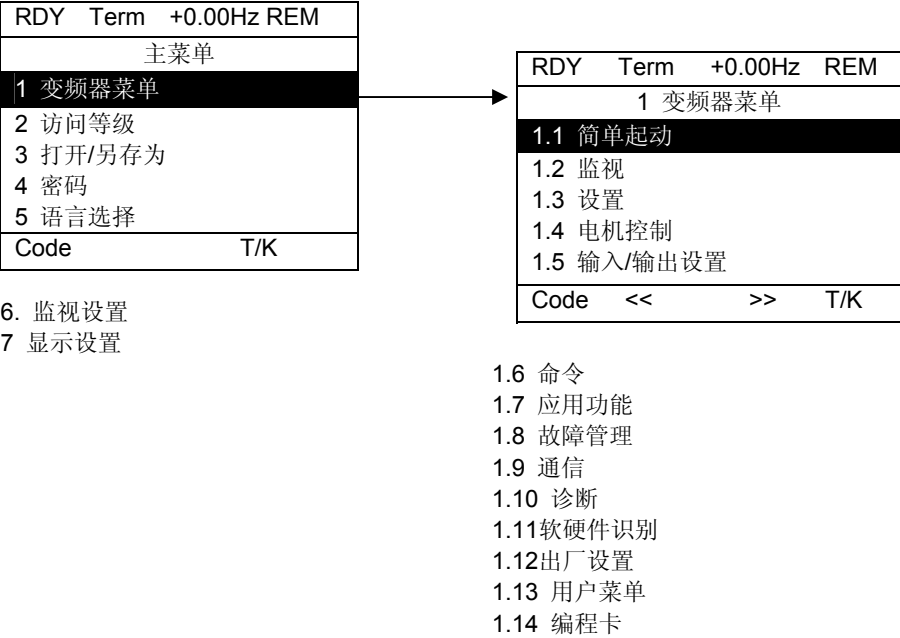 RDY Term +0.00Hz REM
主菜单
1 变频器菜单
2 访问等级
3 打开/另存为
4 密码
5 语言选择
Code T/K
6. 监视设置
7 显示设置
RDY Term +0.00Hz REM
1 变频器菜单
1.1 简单起动
1.2 监视
1.3 设置
1.4 电机控制
1.5 输入/输出设置
Code << >> T/K
1.6 命令
1.7 应用功能
1.8 故障管理
1.9 通信
1.10 诊断
1.11软硬件识别
1.12出厂设置
1.13 用户菜单
1.14 编程卡